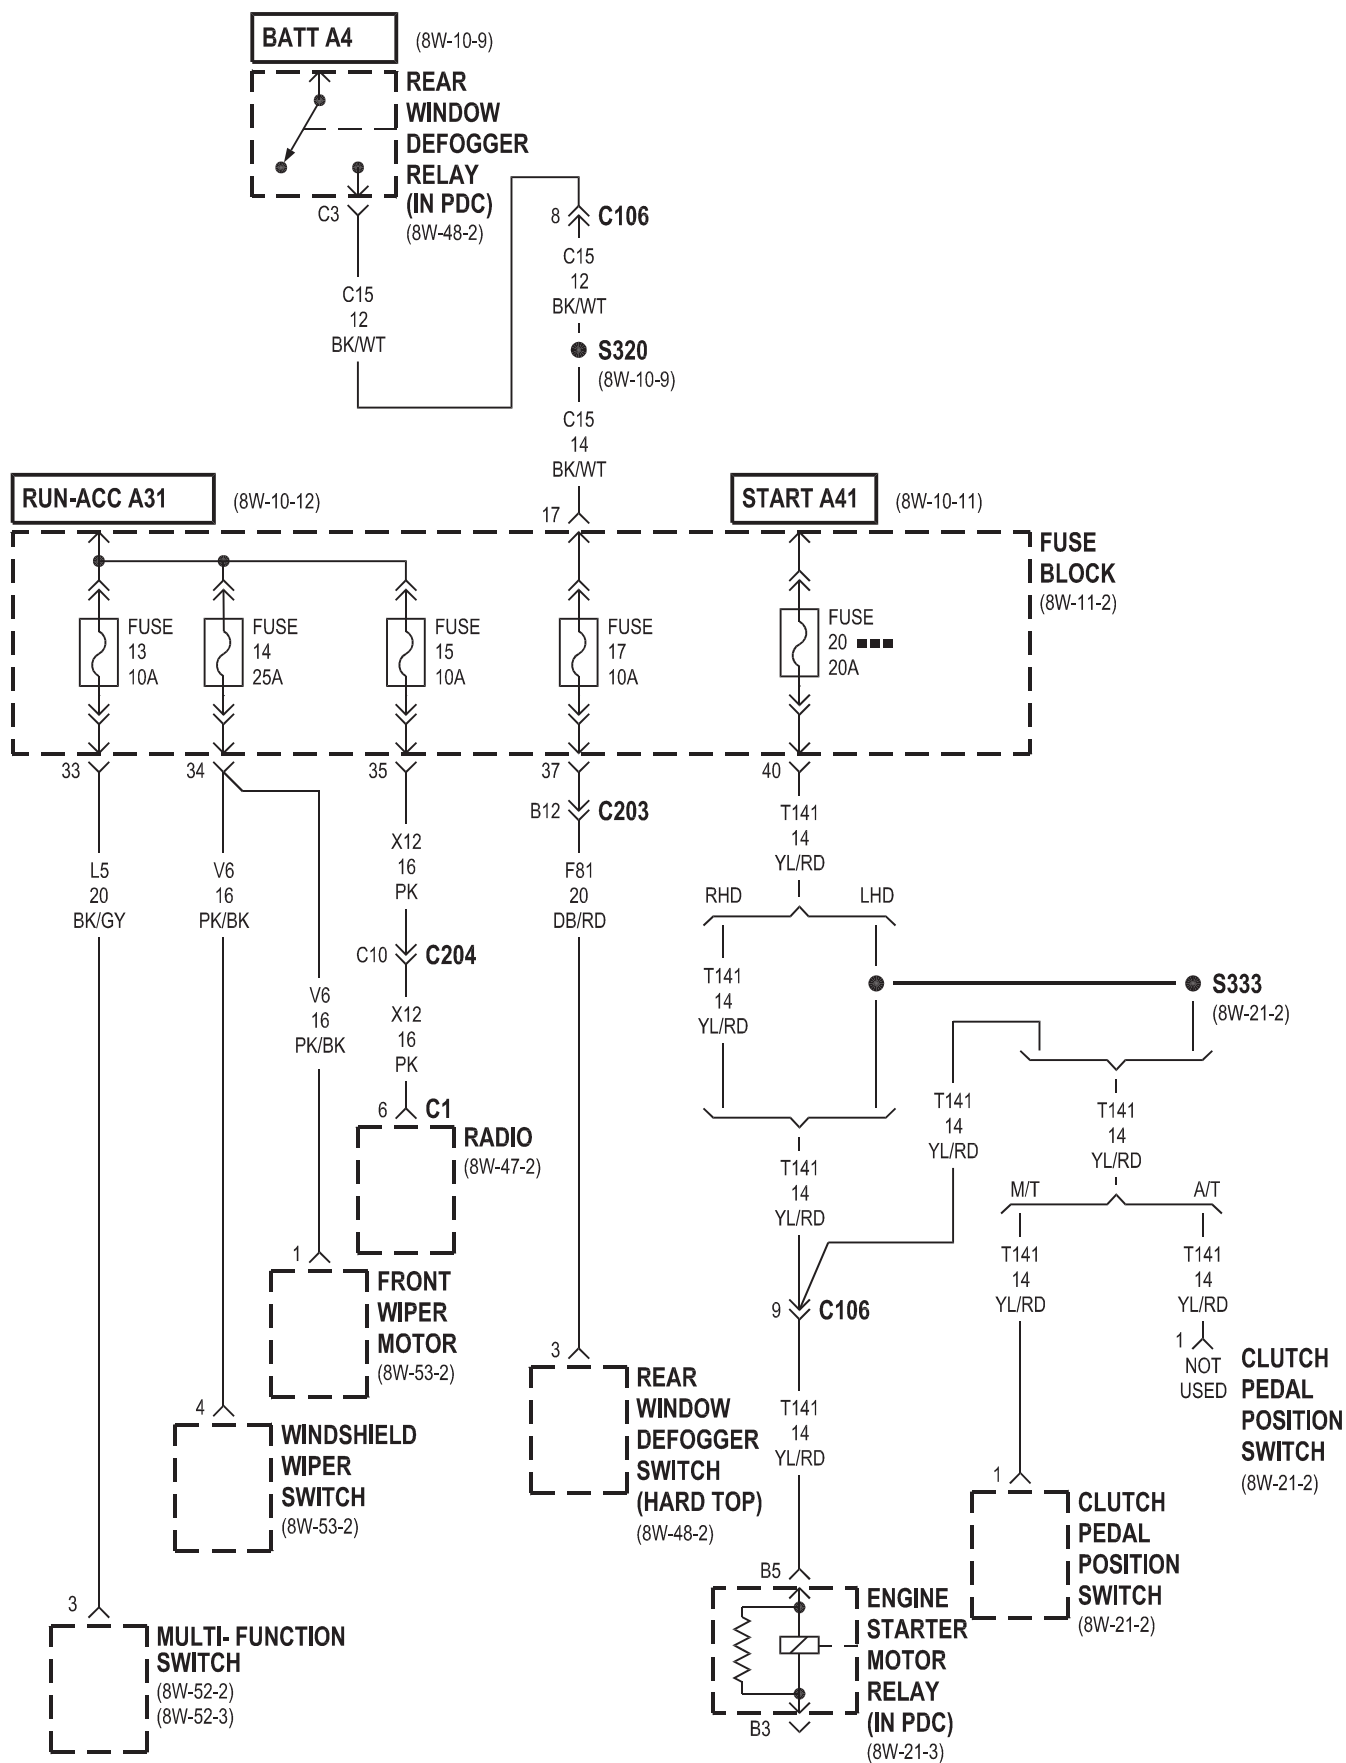 BATT A4
(8W-10-9)
REAR
WINDOW
DEFOGGER
RELAY
(IN PDC)
(8W-48-2)
C3
8
C106
C15
12
BK/WT
C15
12
BK/WT
S320
(8W-10-9)
C15
14
BK/WT
RUN-ACC A31
(8W-10-12)
17
START A41
(8W-10-11)
FUSE
BLOCK
(8W-11-2)
FUSE
13
10A
FUSE
14
25A
FUSE
15
10A
FUSE
17
10A
FUSE
20
20A
33
34
35
37
40
B12
C203
L5
20
BK/GY
V6
16
PK/BK
X12
16
PK
F81
20
DB/RD
T141
14
YL/RD
RHD
LHD
C10
C204
V6
16
PK/BK
X12
16
PK
T141
14
YL/RD
S333
(8W-21-2)
6
C1
RADIO
(8W-47-2)
T141
14
YL/RD
T141
14
YL/RD
T141
14
YL/RD
M/T
A/T
1
FRONT
WIPER
MOTOR
(8W-53-2)
T141
14
YL/RD
T141
14
YL/RD
9
C106
1
NOT
USED
CLUTCH
PEDAL
POSITION
SWITCH
(8W-21-2)
4
WINDSHIELD
WIPER
SWITCH
(8W-53-2)
3
REAR
WINDOW
DEFOGGER
SWITCH
(HARD TOP)
(8W-48-2)
T141
14
YL/RD
1
CLUTCH
PEDAL
POSITION
SWITCH
(8W-21-2)
3
MULTI- FUNCTION
SWITCH
(8W-52-2)
(8W-52-3)
B5
ENGINE
STARTER
MOTOR
RELAY
(IN PDC)
(8W-21-3)
B3